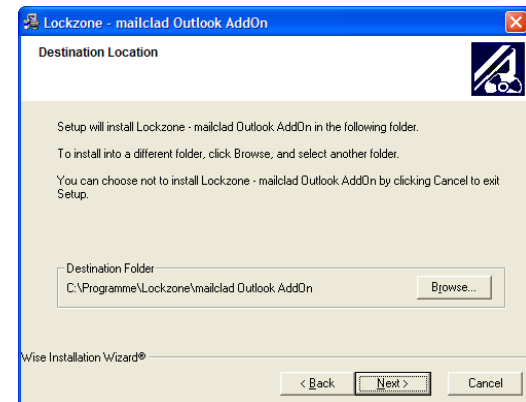 Lockzone - mailclad Outlook AddOn
Destination Location
Setup will install Lockzone - mailclad Outlook AddOn in the following folder.
To install into a different folder, click Browse, and select another folder.
You can choose not to install Lockzone - mailclad Outlook AddOn by clicking Cancel to exit
Setup.
Destination Folder
C:\Programme\Lockzone\mailclad Outlook AddOn
Browse...
Wise Installation Wizard®
< Back
Next >
Cancel